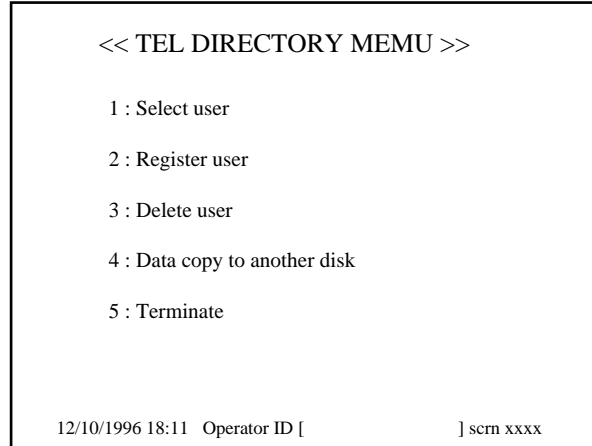 << TEL DIRECTORY MEMU >>
1 : Select user
2 : Register user
3 : Delete user
4 : Data copy to another disk
5 : Terminate
12/10/1996 18:11 Operator ID [ ] scrn xxxx